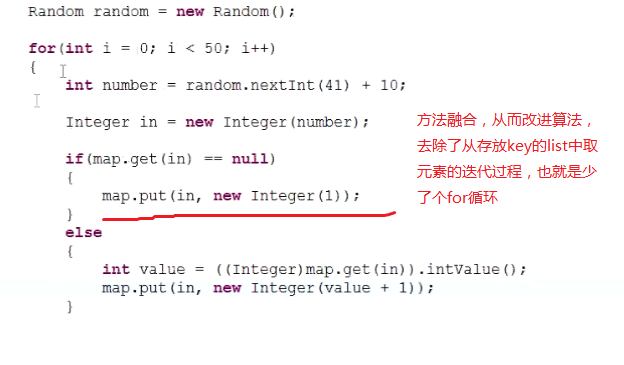 Random random = new Random();
for(int i = 0; i < 50; i++)
{
int number = random.nextInt(41) + 10;
Integer in = new Integer(number);
if(map.get(in) == null)
{
map.put(in, new Integer(1));
}
else
{
int value = ((Integer)map.get(in)).intValue();
map.put(in, new Integer(value + 1));
}
方法融合，从而改进算法，
去除了从存放key的list中取
元素的迭代过程，也就是少
了个for循环